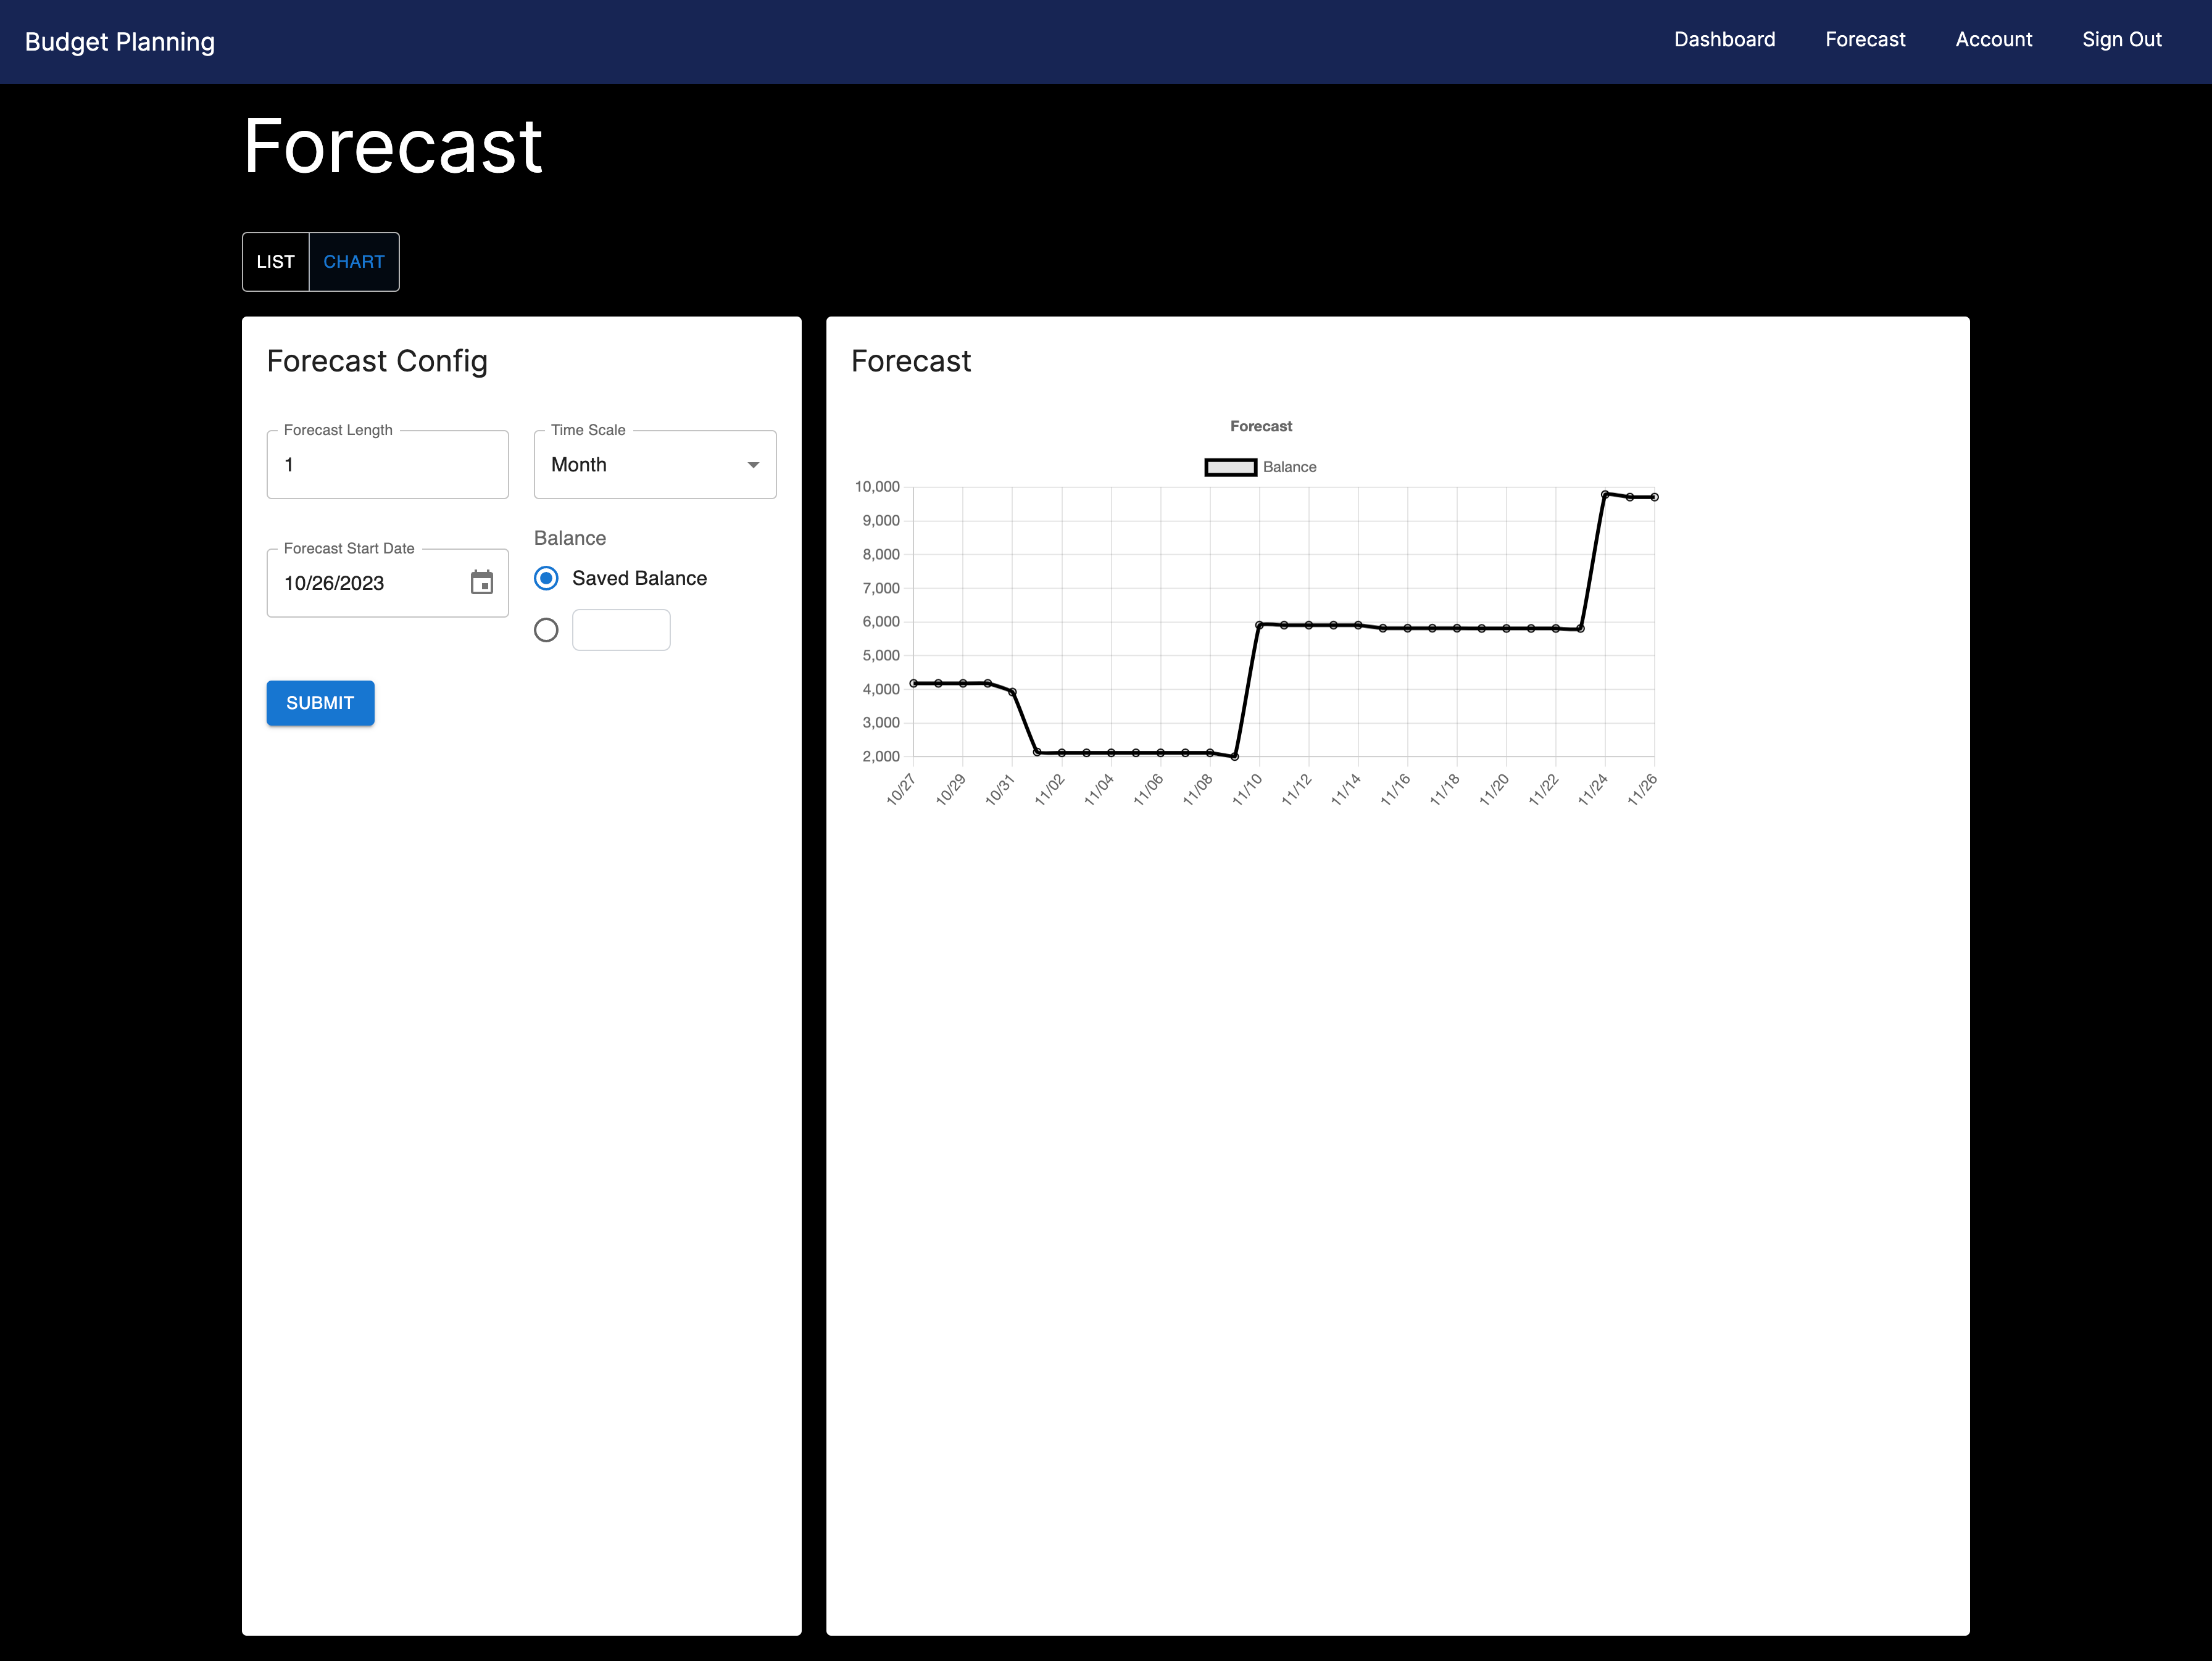 Budget Planning
Dashboard Forecast Account Sign Out
Forecast
LIST CHART
Forecast Config
Forecast Length
1
Time Scale
Month
Forecast Start Date
10/26/2023
Balance
Saved Balance
SUBMIT
Forecast
Forecast
Balance
10,000
9,000
8,000
7,000
6,000
5,000
4,000
3,000
2,000
10/27 10/29 10/31 11/02 11/04 11/06 11/08 11/10 11/12 11/14 11/16 11/18 11/20 11/22 11/24 11/26